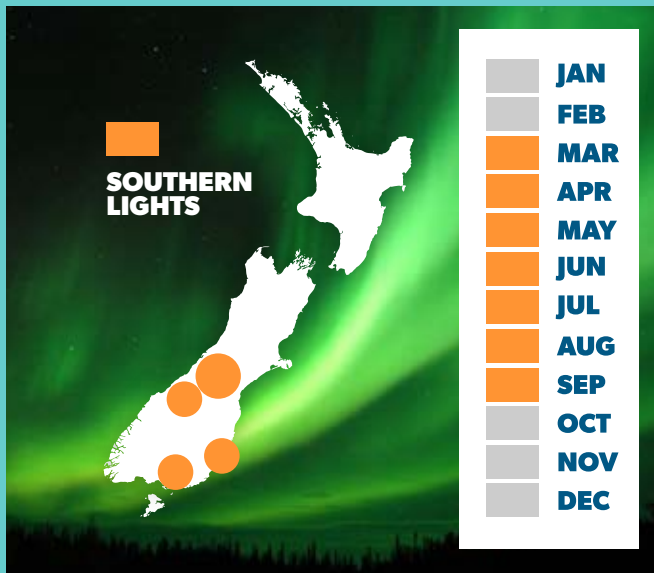 SOUTHERN
LIGHTS
JAN
FEB
MAR
APR
MAY
JUN
JUL
AUG
SEP
OCT
NOV
DEC